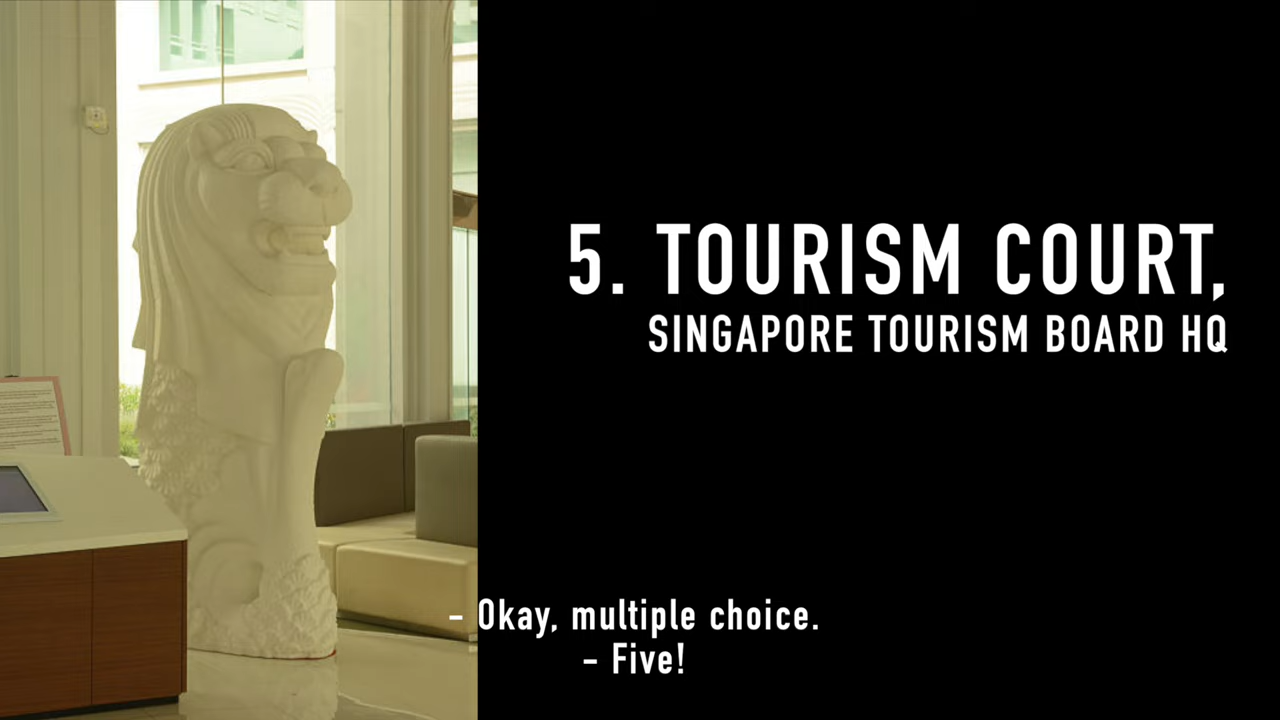 5. TOURISM COURT,
SINGAPORE TOURISM BOARD HQ
- Okay, multiple choice.
- Five!